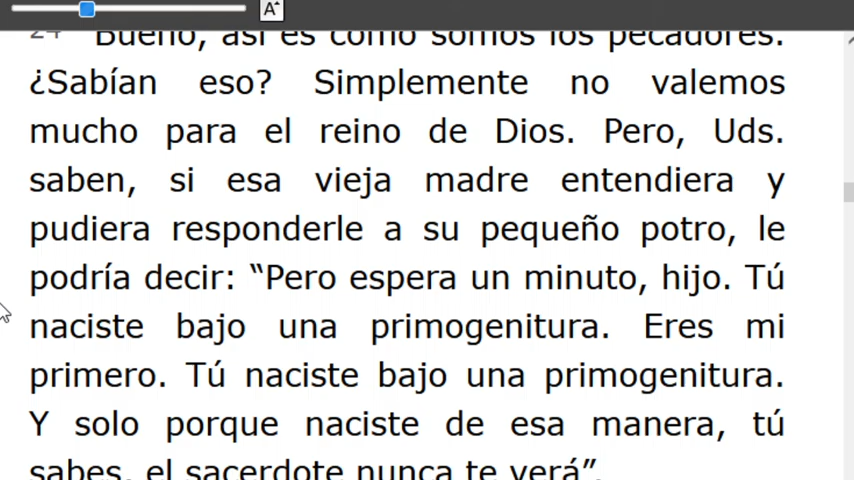 A
24 Bueno, así es como somos los pecadores.
¿Sabían eso? Simplemente no valemos
mucho para el reino de Dios. Pero, Uds.
saben, si esa vieja madre entendiera y
pudiera responderle a su pequeño potro, le
podría decir: “Pero espera un minuto, hijo. Tú
naciste bajo una primogenitura. Eres mi
primero. Tú naciste bajo una primogenitura.
Y solo porque naciste de esa manera, tú
sabes, el sacerdote nunca te verá”.